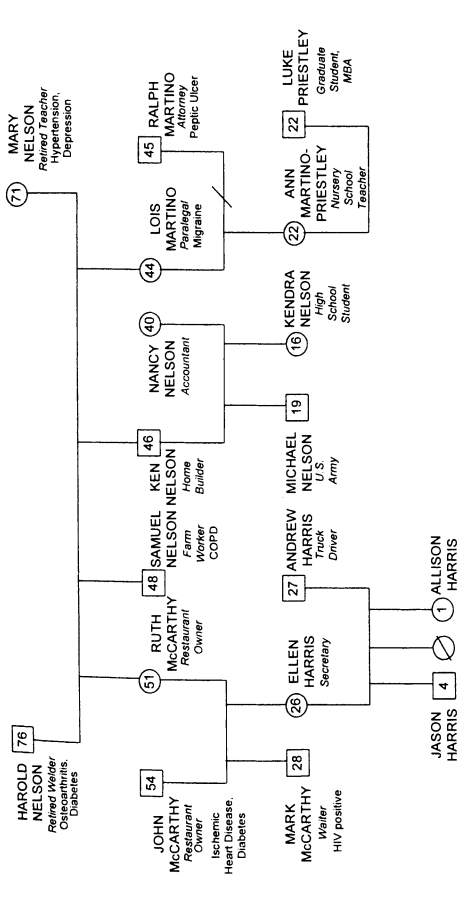 HAROLD
NELSON
Retired Welder
Osteoarthritis,
Diabetes
76
MARY
NELSON
Retired Teacher
Hypertension,
Depression
71
JOHN
McCARTHY
Restaurant
Owner
Ischemic
Heart Disease,
Diabetes
54
RUTH
McCARTHY
Restaurant
Owner
51
SAMUEL
NELSON
Farm
Worker
COPD
48
KEN
NELSON
Home
Builder
46
NANCY
NELSON
Accountant
40
LOIS
MARTINO
Paralegal
Migraine
44
RALPH
MARTINO
Attorney
Peptic Ulcer
45
MARK
McCARTHY
Waiter
HIV positive
28
ELLEN
HARRIS
Secretary
26
ANDREW
HARRIS
Truck
Driver
27
MICHAEL
NELSON
U.S.
Army
19
KENDRA
NELSON
High
School
Student
16
ANN
MARTINO-
PRIESTLEY
Nursery
School
Teacher
22
LUKE
PRIESTLEY
Graduate
Student,
MBA
22
JASON
HARRIS
4
ALLISON
HARRIS
1